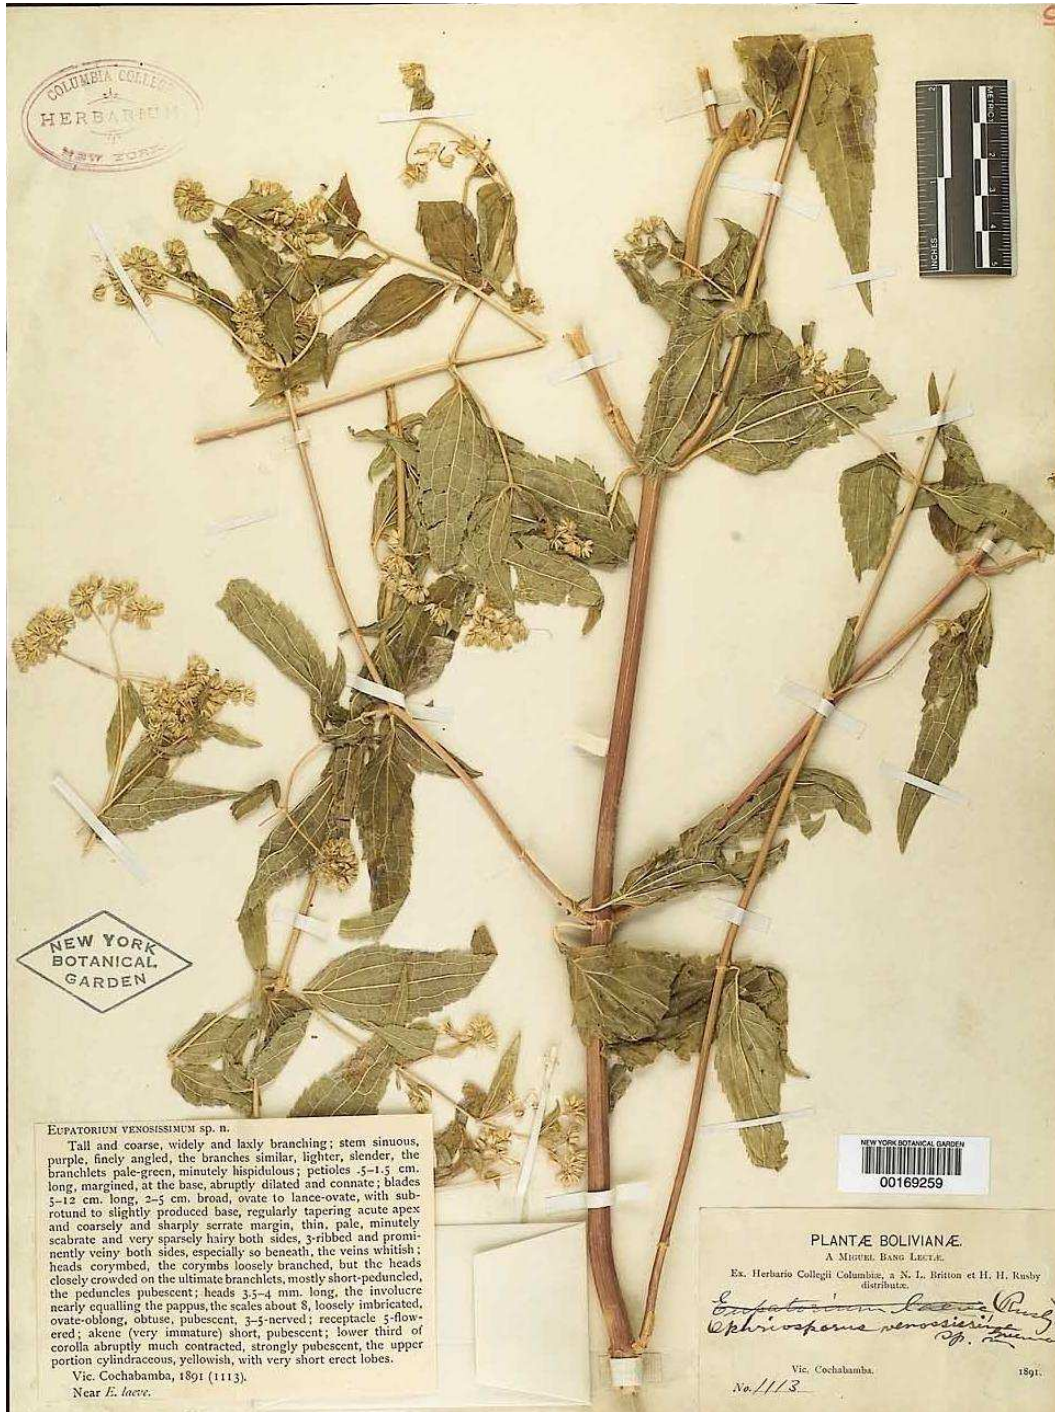 COLUMBIA COLLEGE
HERBARIUM
NEW YORK
2
METRIC
1
2
3
4
5
INCHES
NEW YORK
BOTANICAL
GARDEN
EUPATORIUM VENOSISSIMUM sp. n.
Tall and coarse, widely and laxly branching; stem sinuous,
purple, finely angled, the branches similar, lighter, slender, the
branchlets pale-green, minutely hispidulous; petioles .5–1.5 cm.
long, margined, at the base, abruptly dilated and connate; blades
5–12 cm. long, 2–5 cm. broad, ovate to lance-ovate, with sub-
rotund to slightly produced base, regularly tapering acute apex
and coarsely and sharply serrate margin, thin, pale, minutely
scabrate and very sparsely hairy both sides, 3-ribbed and promi-
nently veiny both sides, especially so beneath, the veins whitish;
heads corymbed, the corymbs loosely branched, but the heads
closely crowded on the ultimate branchlets, mostly short-peduncled,
the peduncles pubescent; heads 3.5–4 mm. long, the involucre
nearly equalling the pappus, the scales about 8, loosely imbricated,
ovate-oblong, obtuse, pubescent, 3–5-nerved; receptacle 5-flow-
ered; akene (very immature) short, pubescent; lower third of
corolla abruptly much contracted, strongly pubescent, the upper
portion cylindraceous, yellowish, with very short erect lobes.
Vic. Cochabamba, 1891 (1113).
Near E. laeve.
NEW YORK BOTANICAL GARDEN
00169259
PLANTÆ BOLIVIANÆ.
A MIGUEL BANG LECTÆ.
Ex. Herbario Collegii Columbiæ, a N. L. Britton et H. H. Rusby
distributæ.
Eupatorium laeve Rusby
sp. n.
Vic. Cochabamba. 1891.
No. 1113